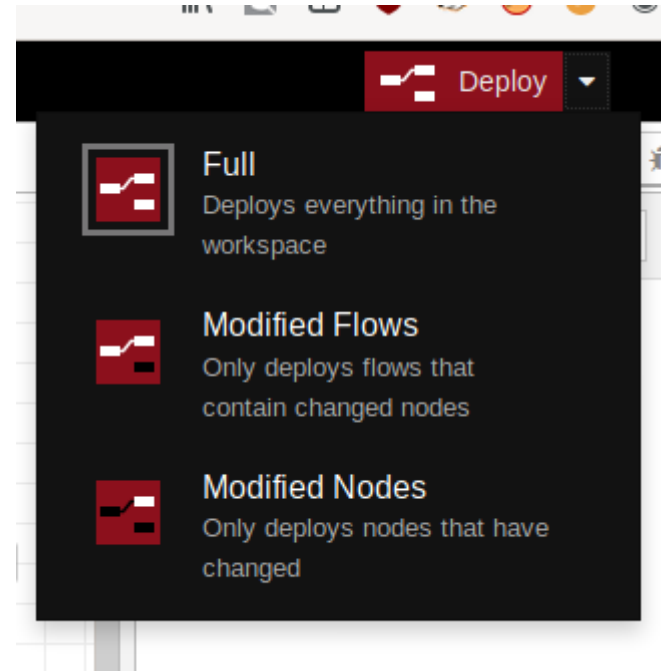 Deploy
Full
Deploys everything in the
workspace
Modified Flows
Only deploys flows that
contain changed nodes
Modified Nodes
Only deploys nodes that have
changed